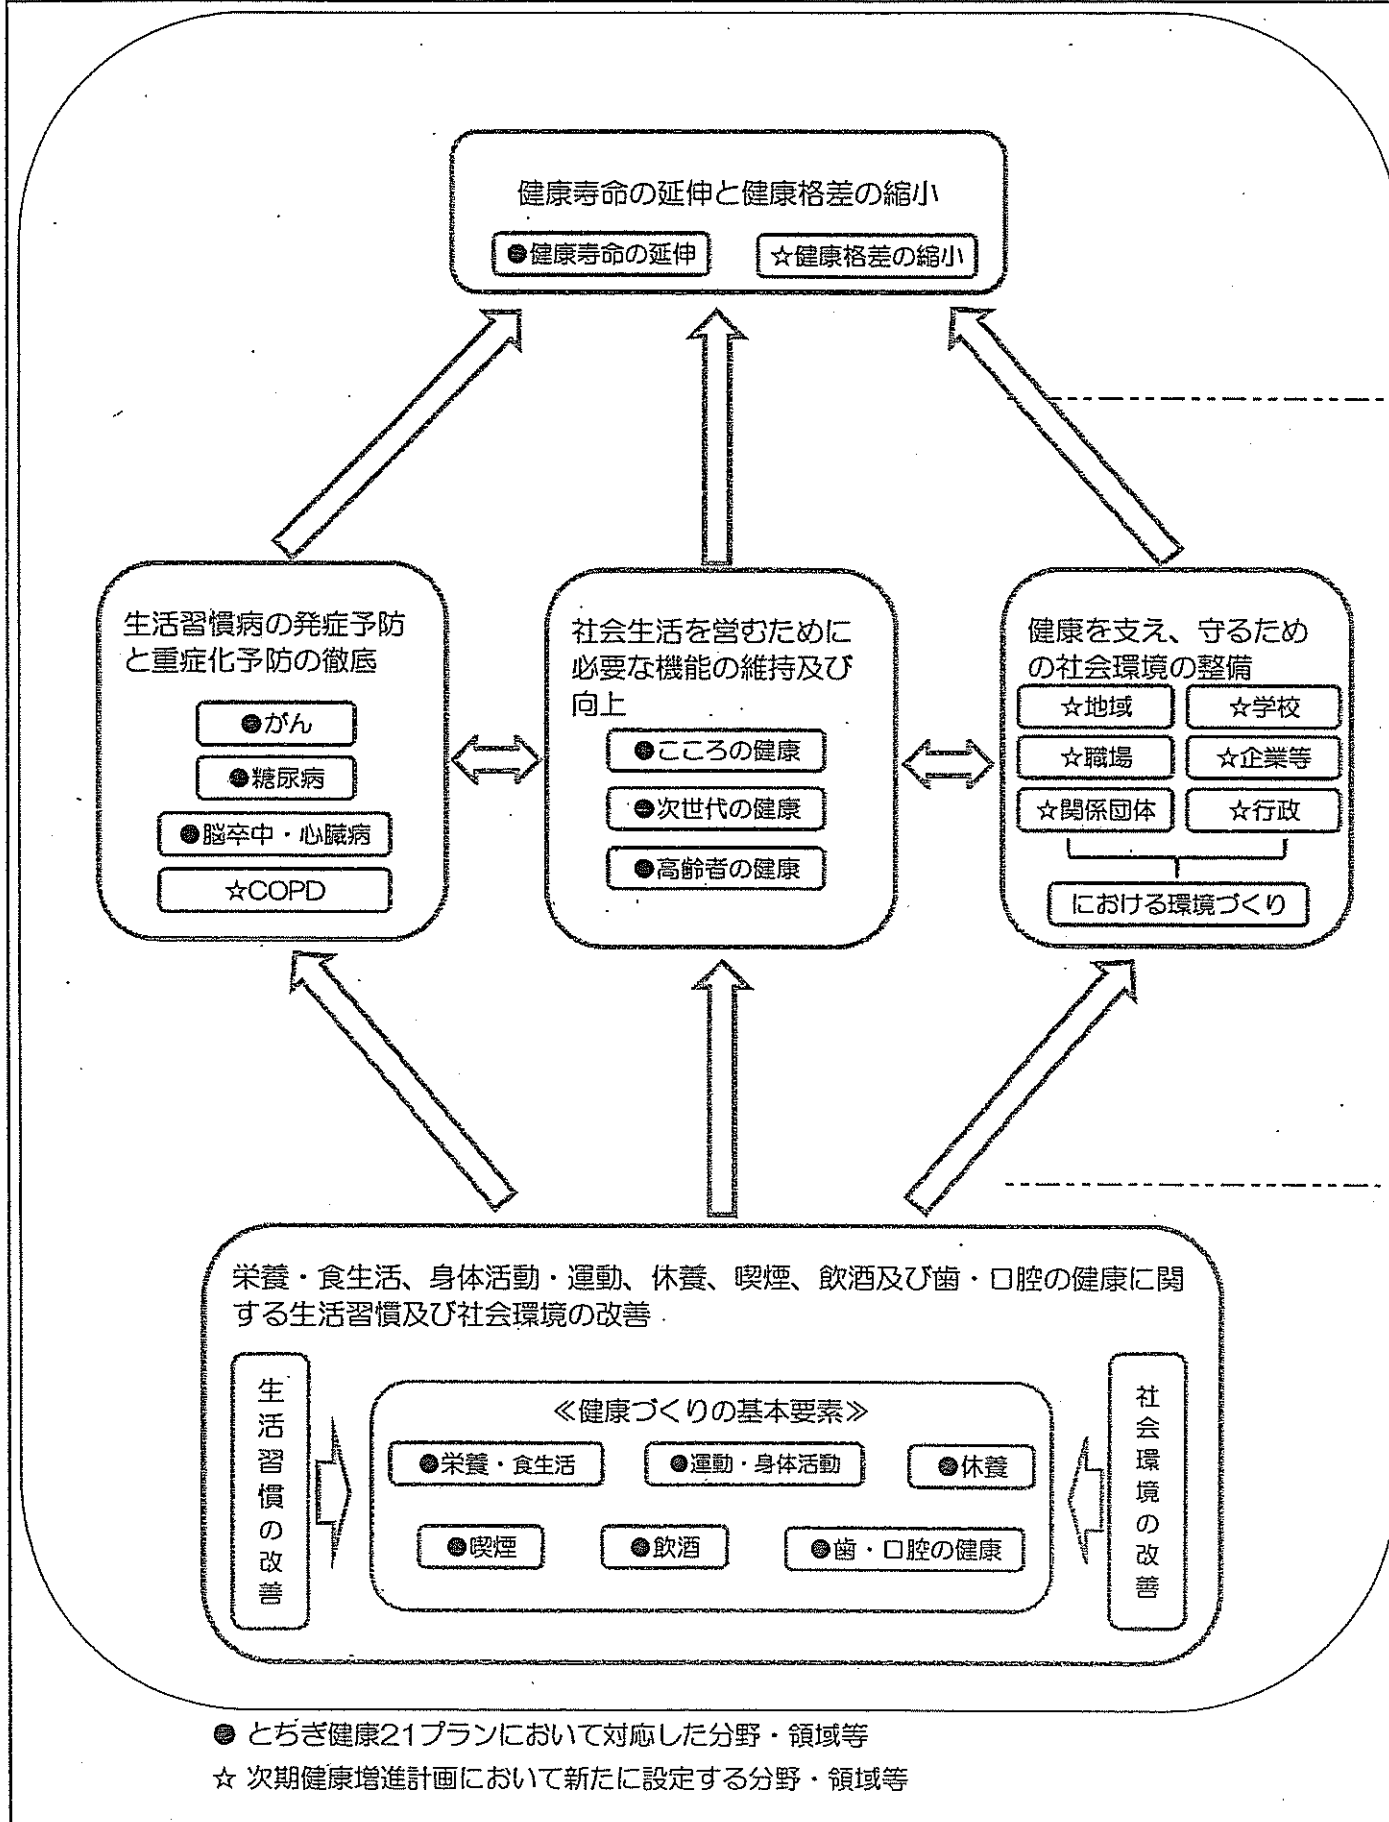 健康寿命の延伸と健康格差の縮小
●健康寿命の延伸
☆健康格差の縮小
生活習慣病の発症予防
と重症化予防の徹底
●がん
●糖尿病
●脳卒中・心臓病
☆COPD
社会生活を営むために
必要な機能の維持及び
向上
●こころの健康
●次世代の健康
●高齢者の健康
健康を支え、守るため
の社会環境の整備
☆地域
☆学校
☆職場
☆企業等
☆関係団体
☆行政
における環境づくり
栄養・食生活、身体活動・運動、休養、喫煙、飲酒及び歯・口腔の健康に関
する生活習慣及び社会環境の改善
生活習慣の改善
≪健康づくりの基本要素≫
●栄養・食生活
●運動・身体活動
●休養
●喫煙
●飲酒
●歯・口腔の健康
社会環境の改善
● とちぎ健康21プランにおいて対応した分野・領域等
☆ 次期健康増進計画において新たに設定する分野・領域等